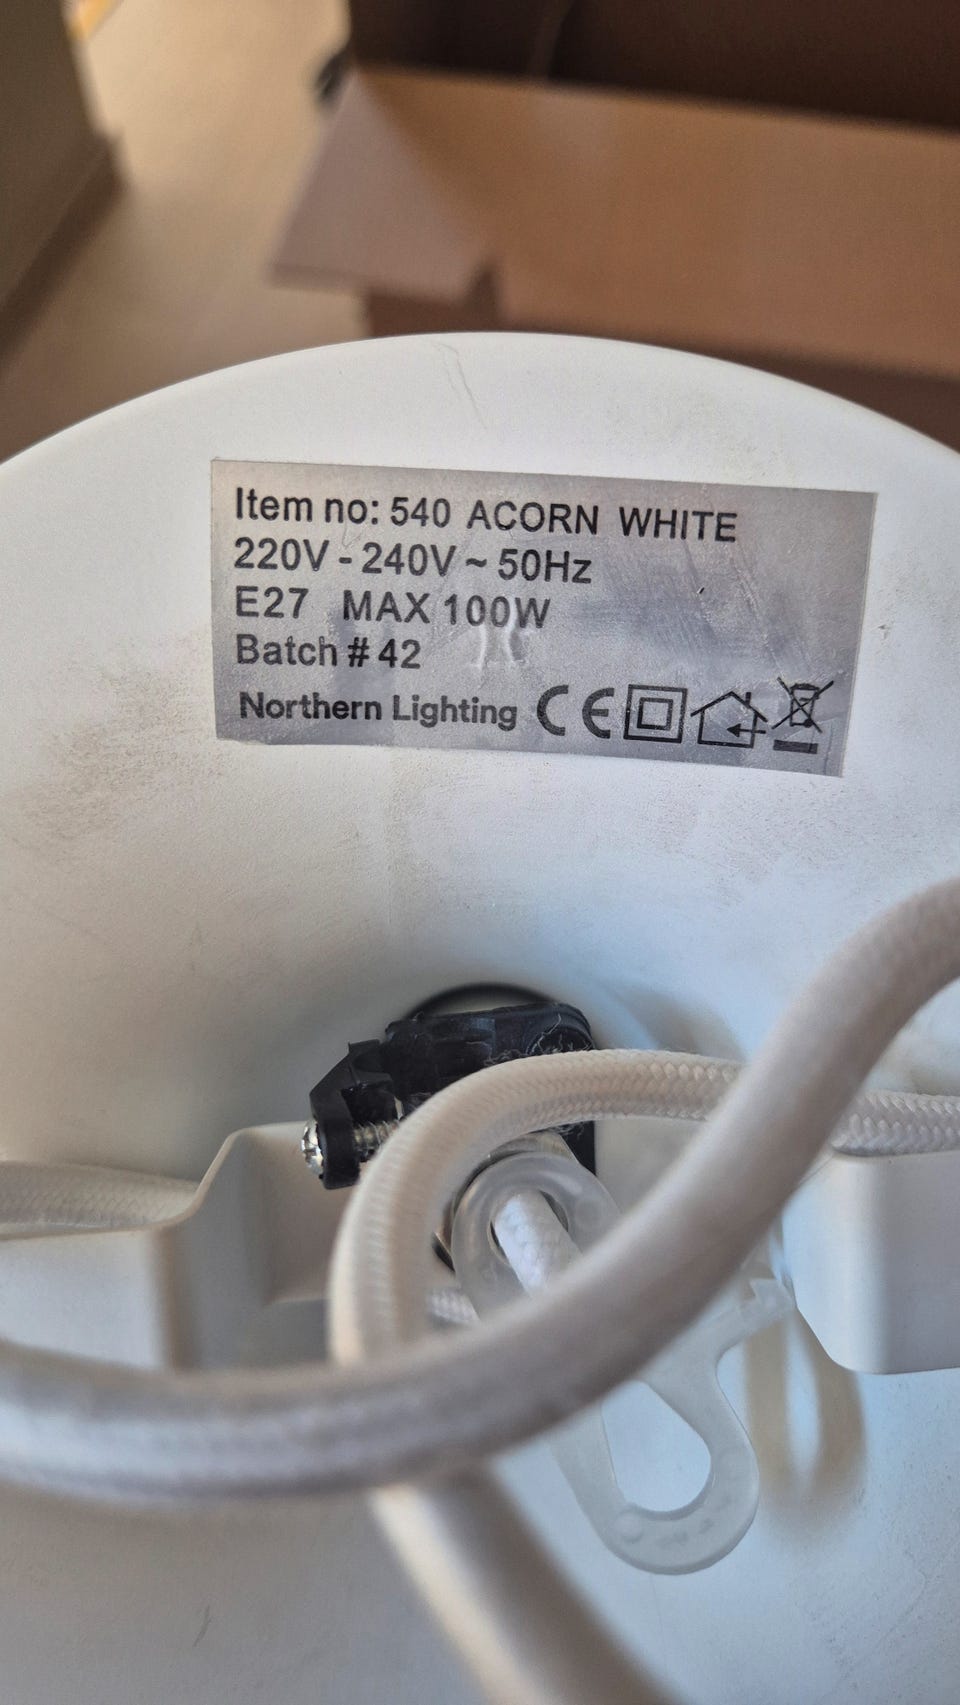 Item no: 540 ACORN WHITE
220V - 240V ~ 50Hz
E27 MAX 100W
Batch # 42
Northern Lighting CE